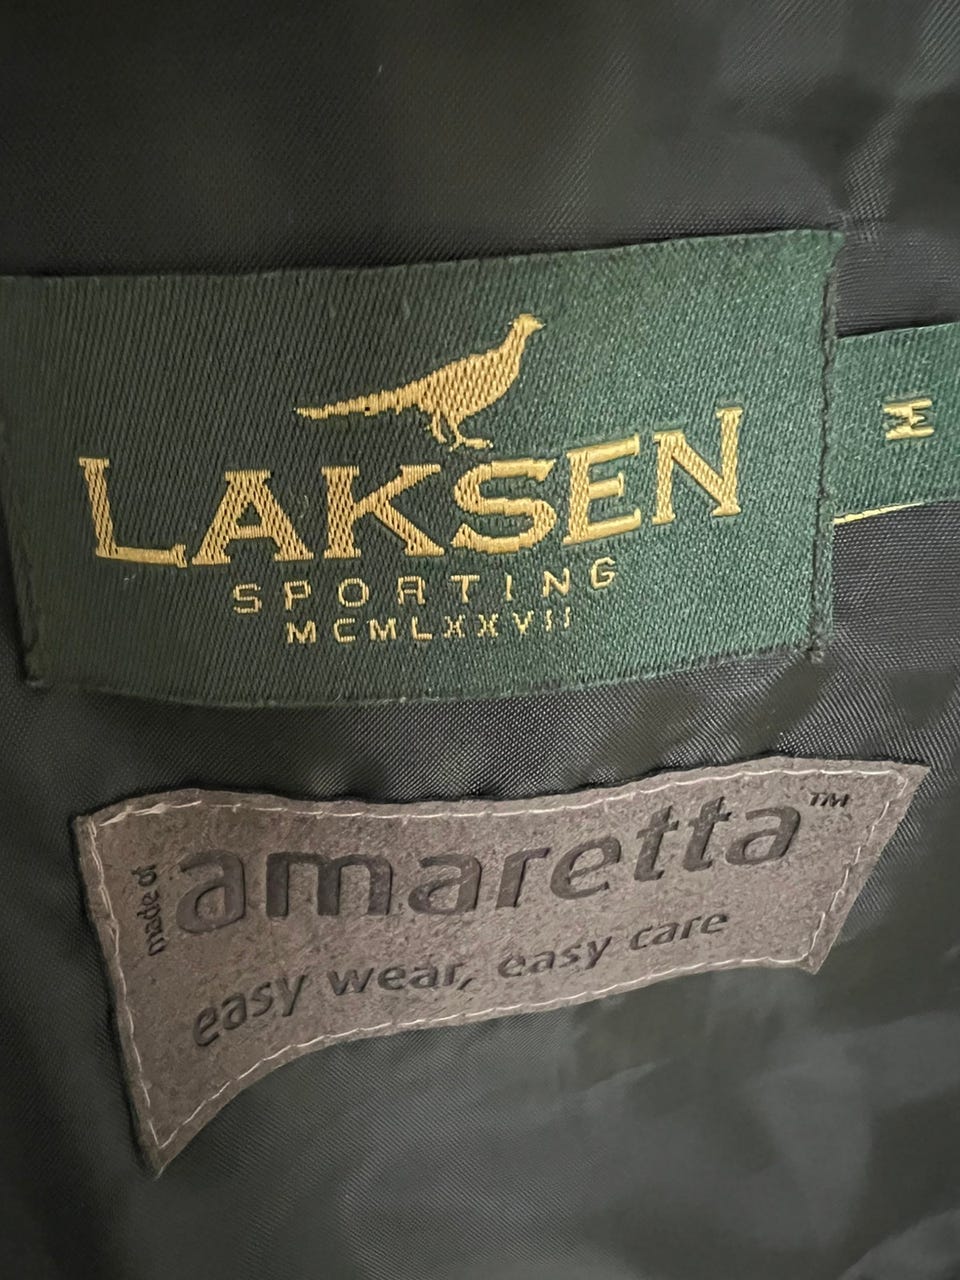 LAKSEN
SPORTING
MCMLXXVII
M
made of
amaretta™
easy wear, easy care